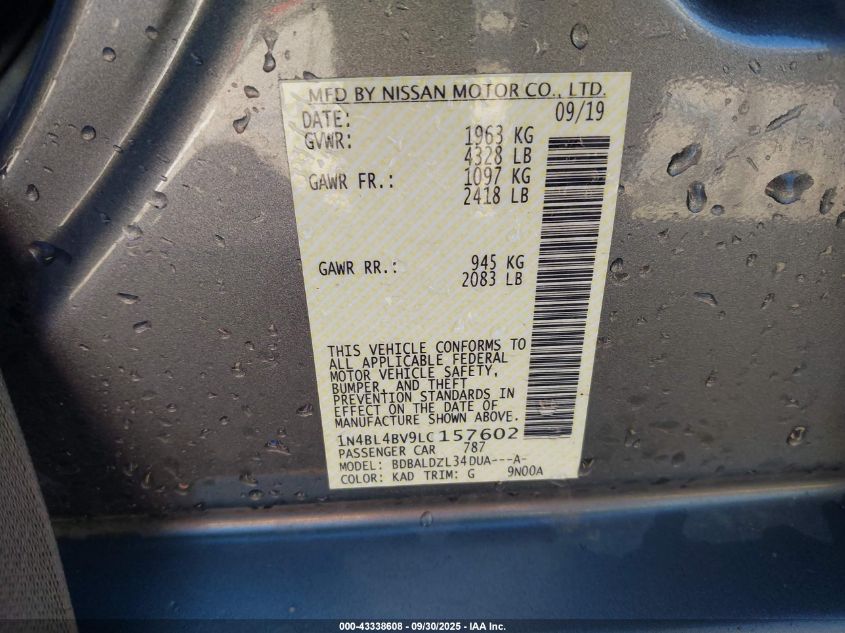 MFD BY NISSAN MOTOR CO., LTD.
DATE: 09/19
GVWR: 1963 KG
4328 LB
GAWR FR.: 1097 KG
2418 LB
GAWR RR.: 945 KG
2083 LB
THIS VEHICLE CONFORMS TO
ALL APPLICABLE FEDERAL
MOTOR VEHICLE SAFETY,
BUMPER, AND THEFT
PREVENTION STANDARDS IN
EFFECT ON THE DATE OF
MANUFACTURE SHOWN ABOVE.
1N4BL4BV9LC157602
PASSENGER CAR 787
MODEL: BDBALDZL34DUA---A-
COLOR: KAD TRIM: G 9N00A
000-43338608 - 09/30/2025 - IAA Inc.